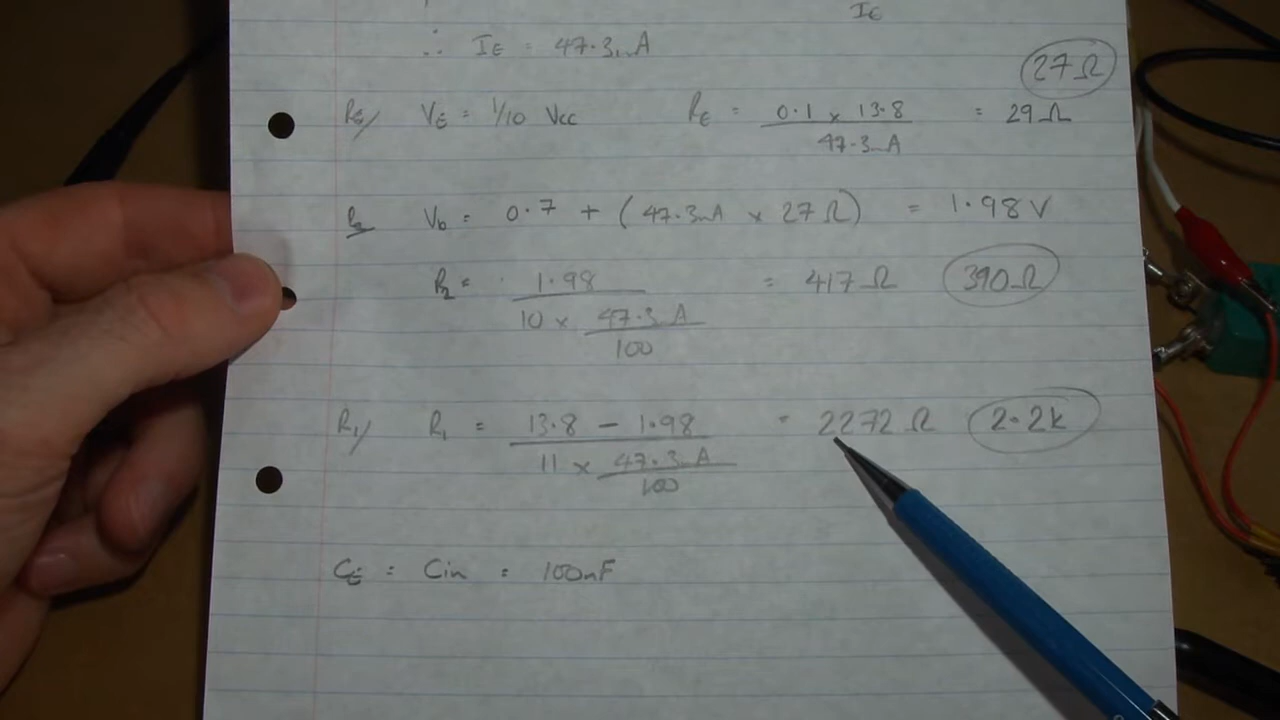 IE
∴ IE = 47.3mA
27Ω
RE/ VE = 1/10 Vcc RE = 0.1 x 13.8 / 47.3mA = 29Ω
R2 Vb = 0.7 + (47.3mA x 27Ω) = 1.98V
R2 = 1.98 / 10 x 47.3mA / 100 = 417Ω 390Ω
R1/ R1 = 13.8 - 1.98 / 11 x 47.3mA / 100 = 2272Ω 2.2k
CE = Cin = 100nF